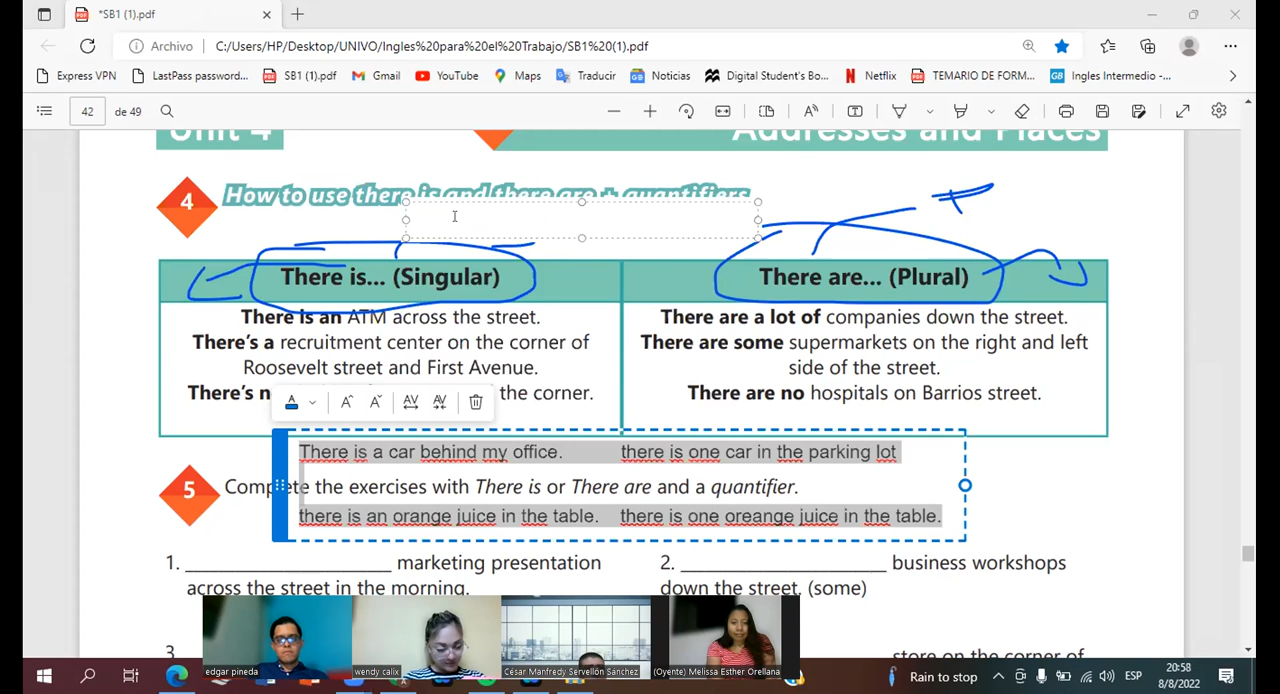 *SB1 (1).pdf
Archivo
C:/Users/HP/Desktop/UNIVO/Ingles%20para%20el%20Trabajo/SB1%20(1).pdf
Express VPN
LastPass password...
SB1 (1).pdf
Gmail
YouTube
Maps
Traducir
Noticias
Digital Student's Bo...
Netflix
TEMARIO DE FORM...
GB
Ingles Intermedio -...
42
de 49
Unit 4
Addresses and Places
4
How to use there is and there are + quantifiers
There is... (Singular)
There are... (Plural)
There is an ATM across the street.
There's a recruitment center on the corner of
Roosevelt street and First Avenue.
There's n
the corner.
There are a lot of companies down the street.
There are some supermarkets on the right and left
side of the street.
There are no hospitals on Barrios street.
There is a car behind my office.
there is one car in the parking lot
5
Complete the exercises with There is or There are and a quantifier.
there is an orange juice in the table.
there is one oreange juice in the table.
1. ____________________ marketing presentation
across the street in the morning.
2. ____________________ business workshops
down the street. (some)
3.
store on the corner of
edgar pineda
wendy calix
César Manfredy Servellón Sánchez
(Oyente) Melissa Esther Orellana
Rain to stop
ESP
20:58
8/8/2022